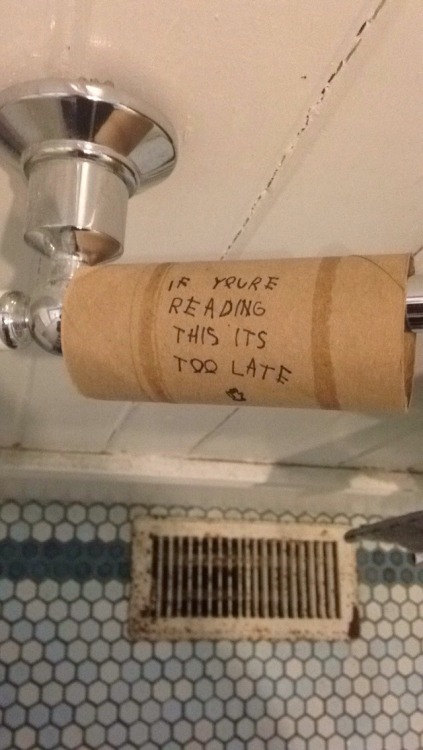 IF YOURE
READING
THIS ITS
TOO LATE